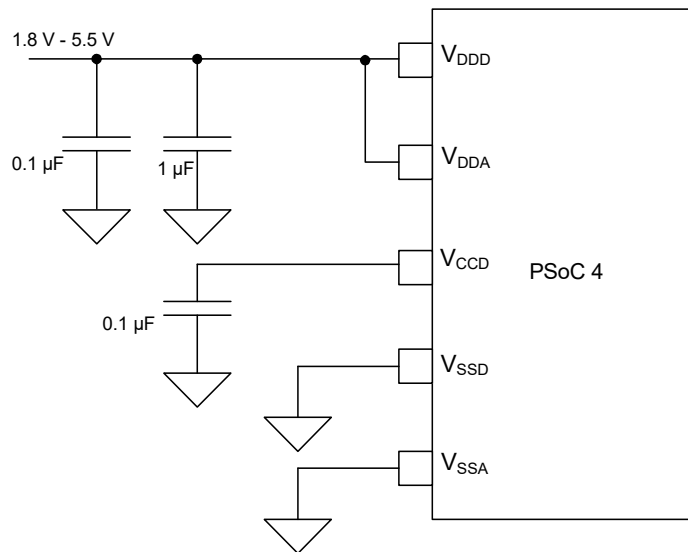 1.8 V - 5.5 V
V_DDD
0.1 µF
1 µF
V_DDA
V_CCD
PSoC 4
0.1 µF
V_SSD
V_SSA